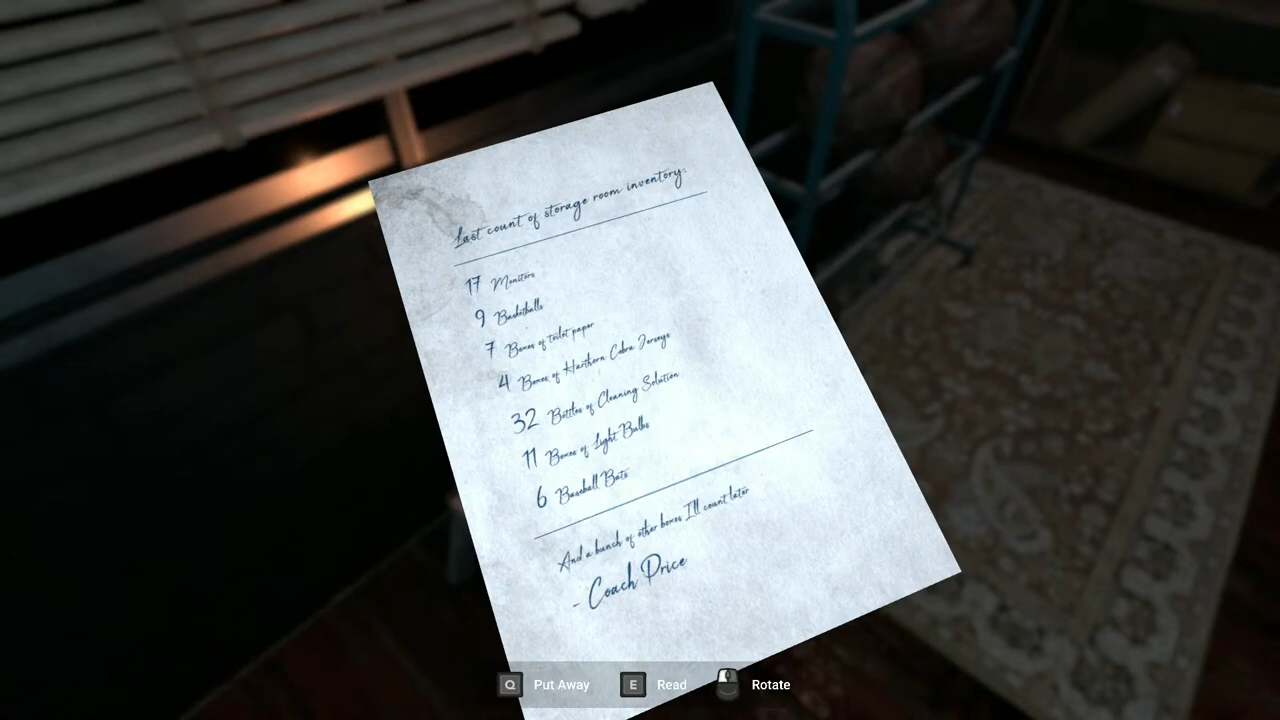 Last count of storage room inventory:
17 Monitors
9 Basketballs
7 Boxes of toilet paper
4 Boxes of Harthorn Cobra Jerseys
32 Bottles of Cleaning Solution
11 Boxes of Light Bulbs
6 Baseball Bats
And a bunch of other boxes I'll count later
- Coach Price
Q Put Away E Read Rotate